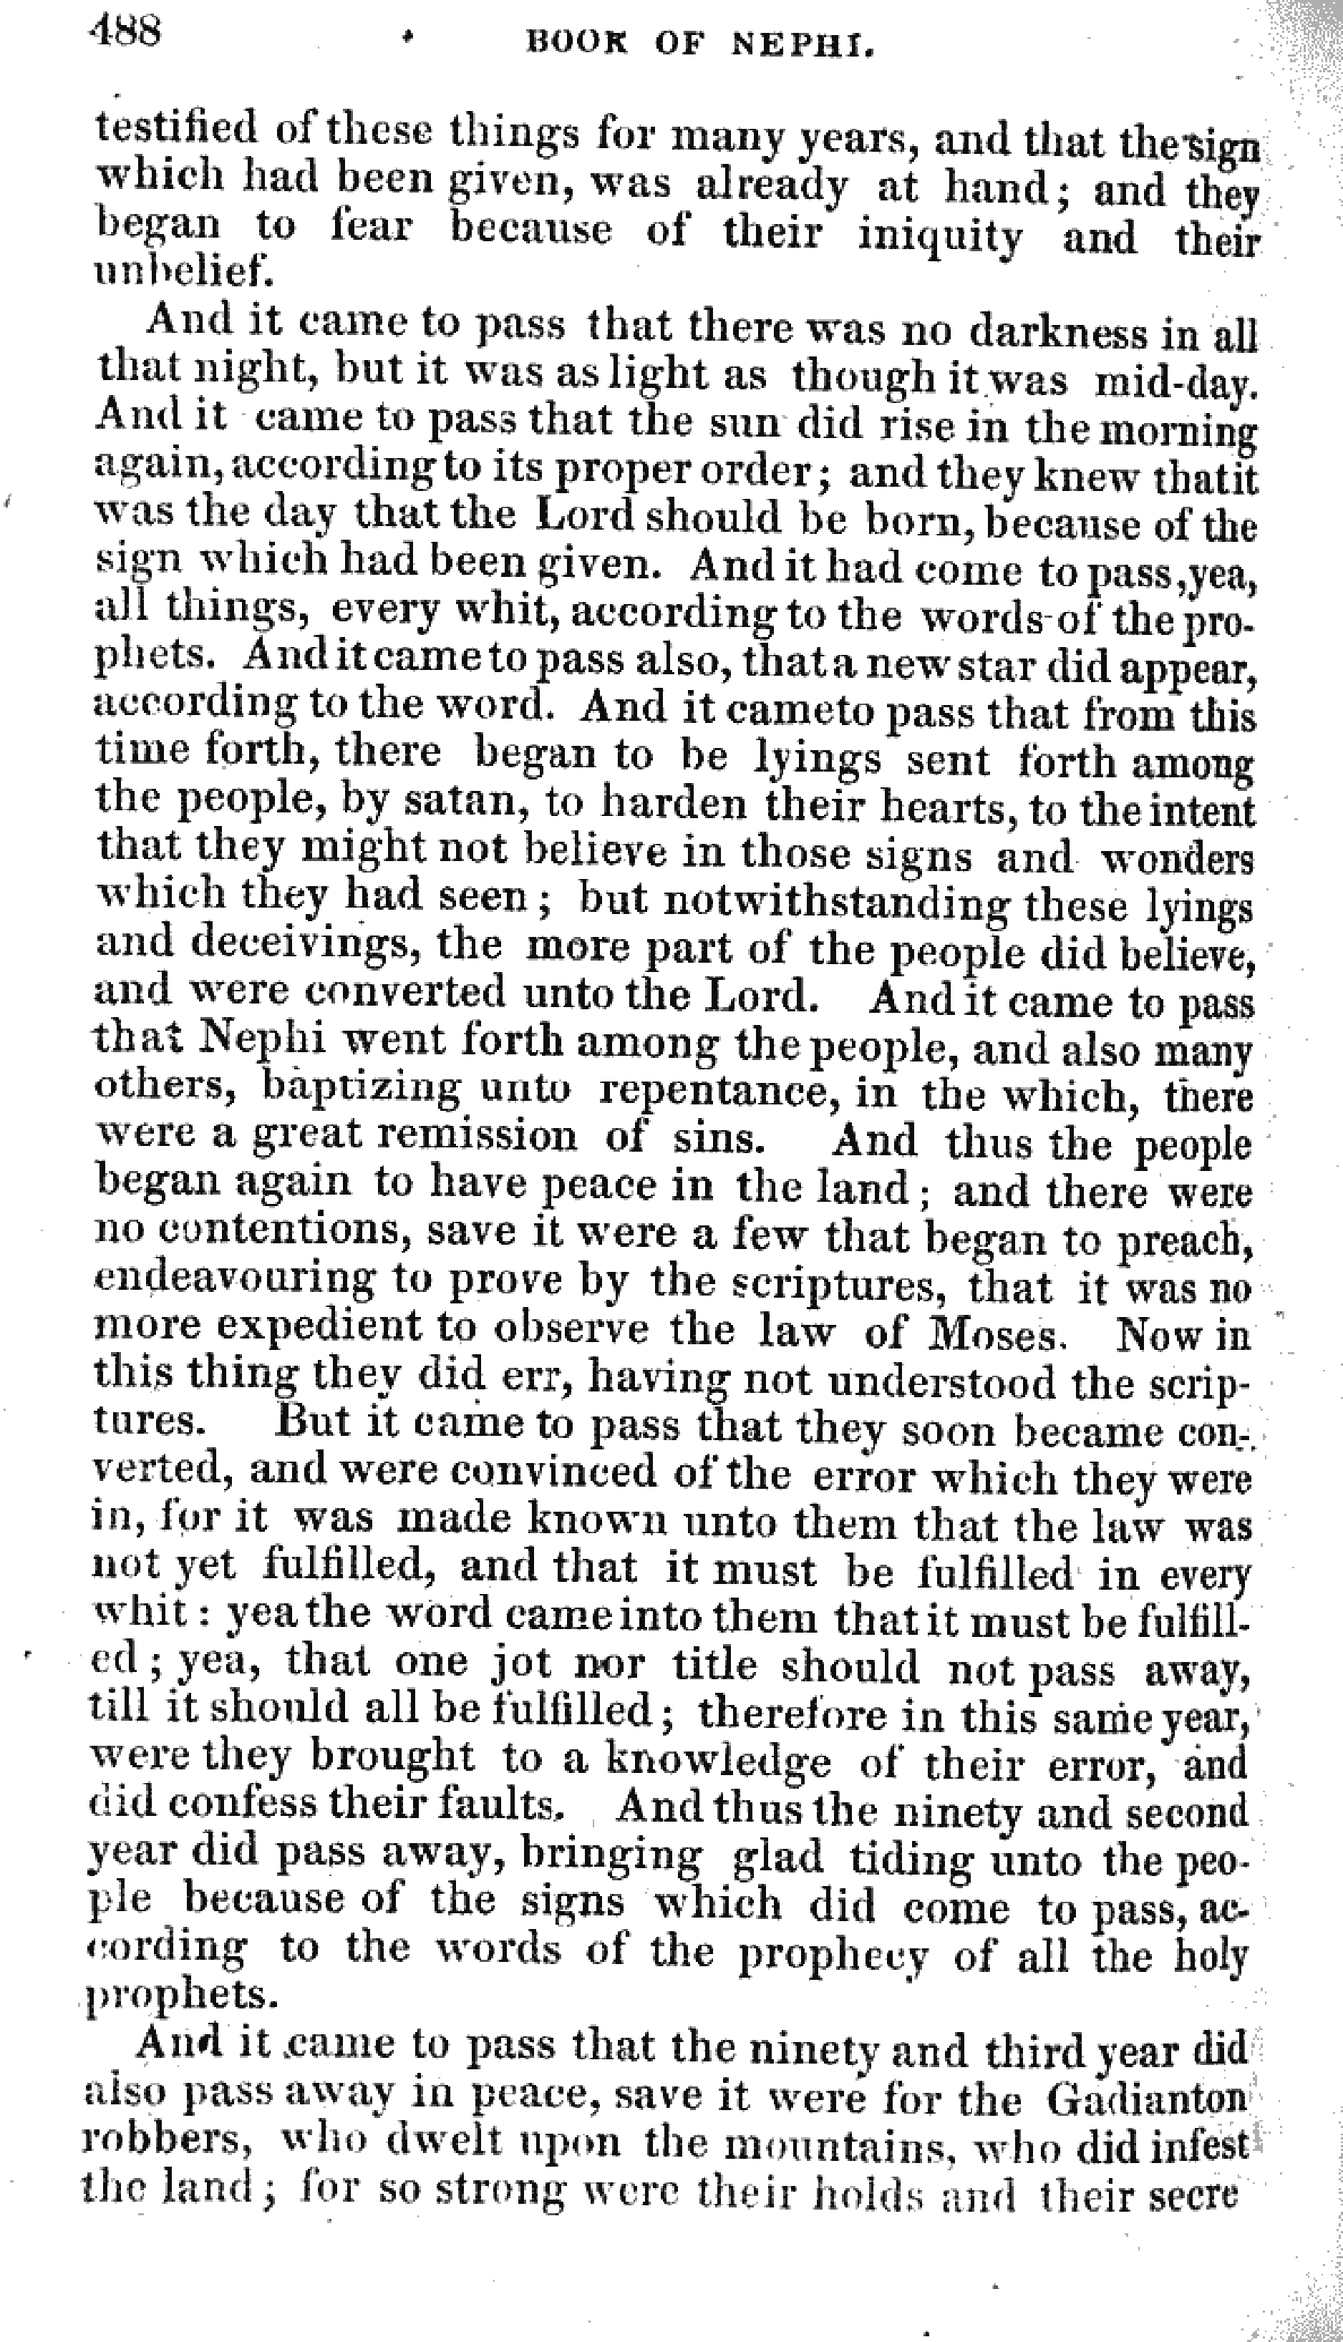 488 BOOK OF NEPHI.
testified of these things for many years, and that the sign
which had been given, was already at hand; and they
began to fear because of their iniquity and their
unbelief.
And it came to pass that there was no darkness in all
that night, but it was as light as though it was mid-day.
And it came to pass that the sun did rise in the morning
again, according to its proper order; and they knew that it
was the day that the Lord should be born, because of the
sign which had been given. And it had come to pass, yea,
all things, every whit, according to the words of the pro-
phets. And it came to pass also, that a new star did appear,
according to the word. And it cameto pass that from this
time forth, there began to be lyings sent forth among
the people, by satan, to harden their hearts, to the intent
that they might not believe in those signs and wonders
which they had seen; but notwithstanding these lyings
and deceivings, the more part of the people did believe,
and were converted unto the Lord. And it came to pass
that Nephi went forth among the people, and also many
others, baptizing unto repentance, in the which, there
were a great remission of sins. And thus the people
began again to have peace in the land; and there were
no contentions, save it were a few that began to preach,
endeavouring to prove by the scriptures, that it was no
more expedient to observe the law of Moses. Now in
this thing they did err, having not understood the scrip-
tures. But it came to pass that they soon became con-
verted, and were convinced of the error which they were
in, for it was made known unto them that the law was
not yet fulfilled, and that it must be fulfilled in every
whit: yea the word came into them that it must be fulfill-
ed; yea, that one jot nor title should not pass away,
till it should all be fulfilled; therefore in this same year,
were they brought to a knowledge of their error, and
did confess their faults. And thus the ninety and second
year did pass away, bringing glad tiding unto the peo-
ple because of the signs which did come to pass, ac-
cording to the words of the prophecy of all the holy
prophets.
And it came to pass that the ninety and third year did
also pass away in peace, save it were for the Gadianton
robbers, who dwelt upon the mountains, who did infest
the land; for so strong were their holds and their secre